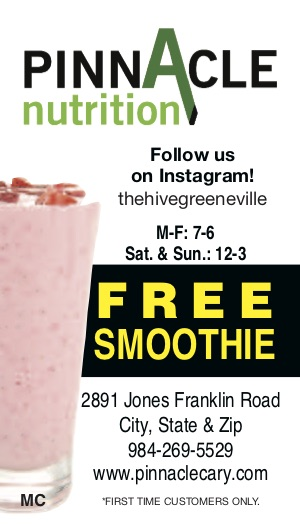 PINNACLE
nutrition
Follow us
on Instagram!
thehivegreeneville
M-F: 7-6
Sat. & Sun.: 12-3
FREE
SMOOTHIE
2891 Jones Franklin Road
City, State & Zip
984-269-5529
www.pinnaclecary.com
MC
*FIRST TIME CUSTOMERS ONLY.